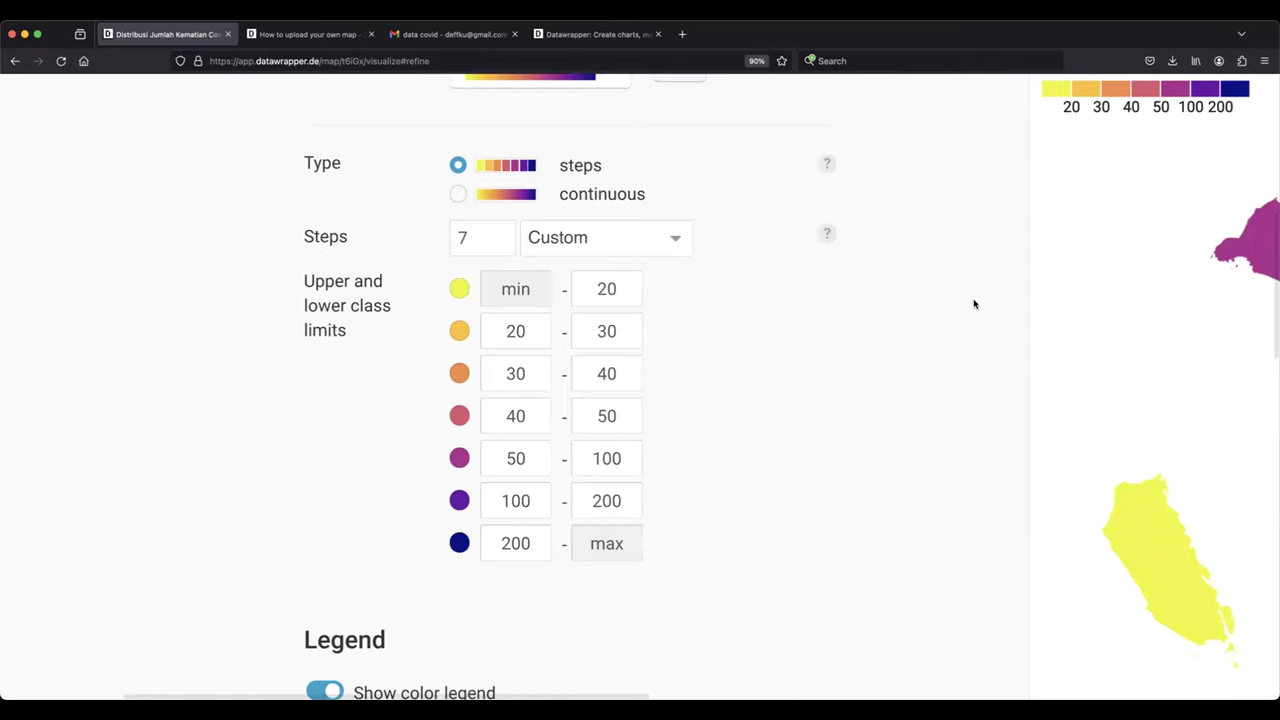 Distribusi Jumlah Kematian Cov
How to upload your own map -
data covid - deffku@gmail.com
Datawrapper: Create charts, m
https://app.datawrapper.de/map/t6iGx/visualize#refine
90%
Search
20 30 40 50 100 200
Type
steps
?
continuous
Steps
7
Custom
?
Upper and lower class limits
min - 20
20 - 30
30 - 40
40 - 50
50 - 100
100 - 200
200 - max
Legend
Show color legend